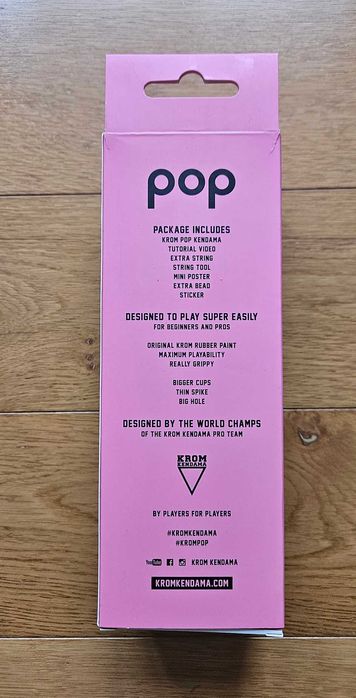 pop
PACKAGE INCLUDES
KROM POP KENDAMA
TUTORIAL VIDEO
EXTRA STRING
STRING TOOL
MINI POSTER
EXTRA BEAD
STICKER
DESIGNED TO PLAY SUPER EASILY
FOR BEGINNERS AND PROS
ORIGINAL KROM RUBBER PAINT
MAXIMUM PLAYABILITY
REALLY GRIPPY
BIGGER CUPS
THIN SPIKE
BIG HOLE
DESIGNED BY THE WORLD CHAMPS
OF THE KROM KENDAMA PRO TEAM
KROM
KENDAMA
BY PLAYERS FOR PLAYERS
#KROMKENDAMA
#KROMPOP
YouTube f KROM KENDAMA
KROMKENDAMA.COM